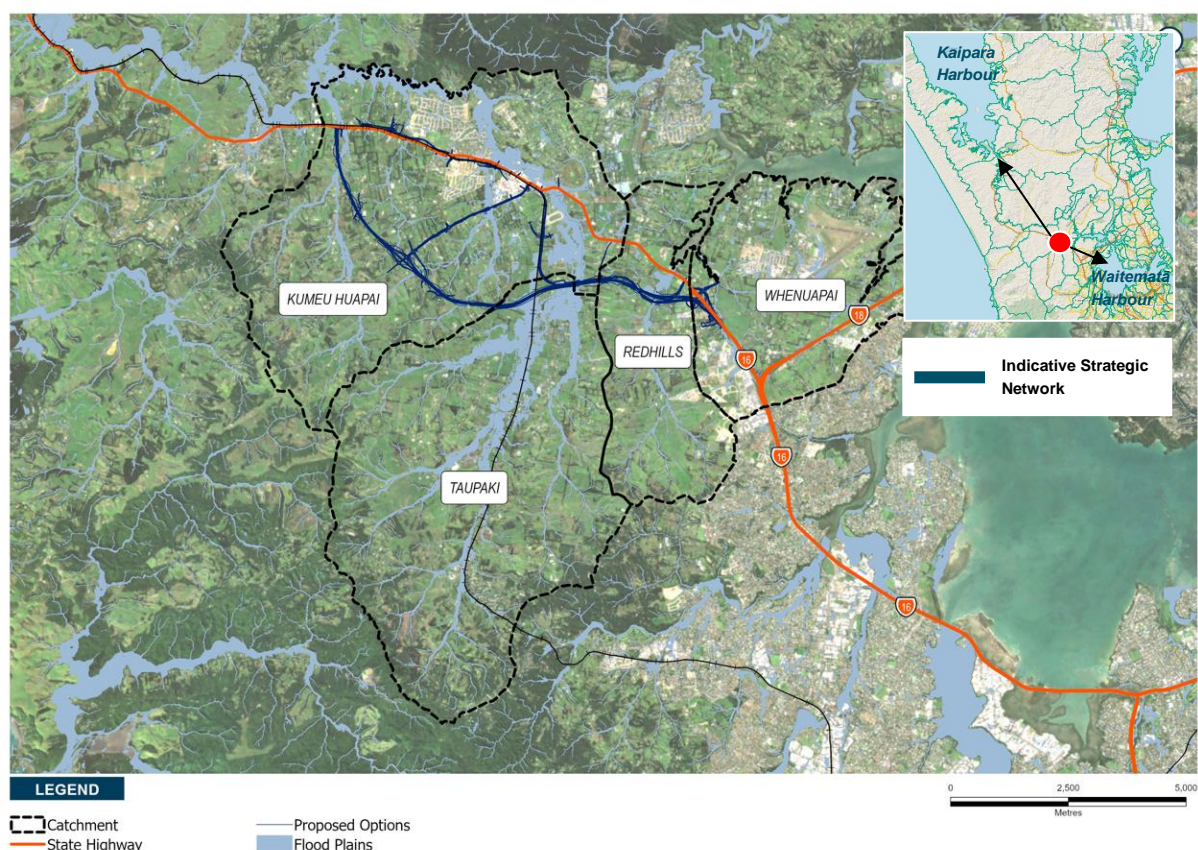 Kaipara
Harbour
Waitemata
Harbour
Indicative Strategic
Network
KUMEU HUAPAI
WHENUAPAI
18
REDHILLS
16
16
TAUPAKI
16
LEGEND
Catchment
State Highway
Proposed Options
Flood Plains
0 2,500 5,000
Metres